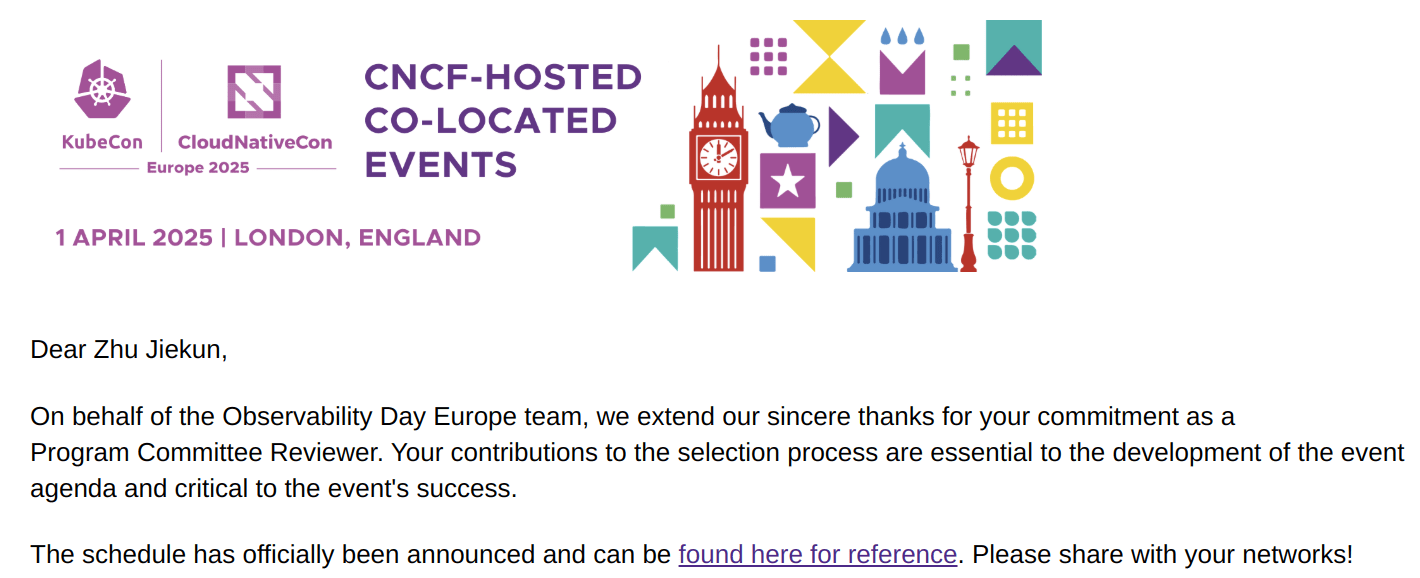 KubeCon
CloudNativeCon
Europe 2025
CNCF-HOSTED
CO-LOCATED
EVENTS
1 APRIL 2025 | LONDON, ENGLAND
Dear Zhu Jiekun,
On behalf of the Observability Day Europe team, we extend our sincere thanks for your commitment as a
Program Committee Reviewer. Your contributions to the selection process are essential to the development of the event
agenda and critical to the event's success.
The schedule has officially been announced and can be found here for reference. Please share with your networks!